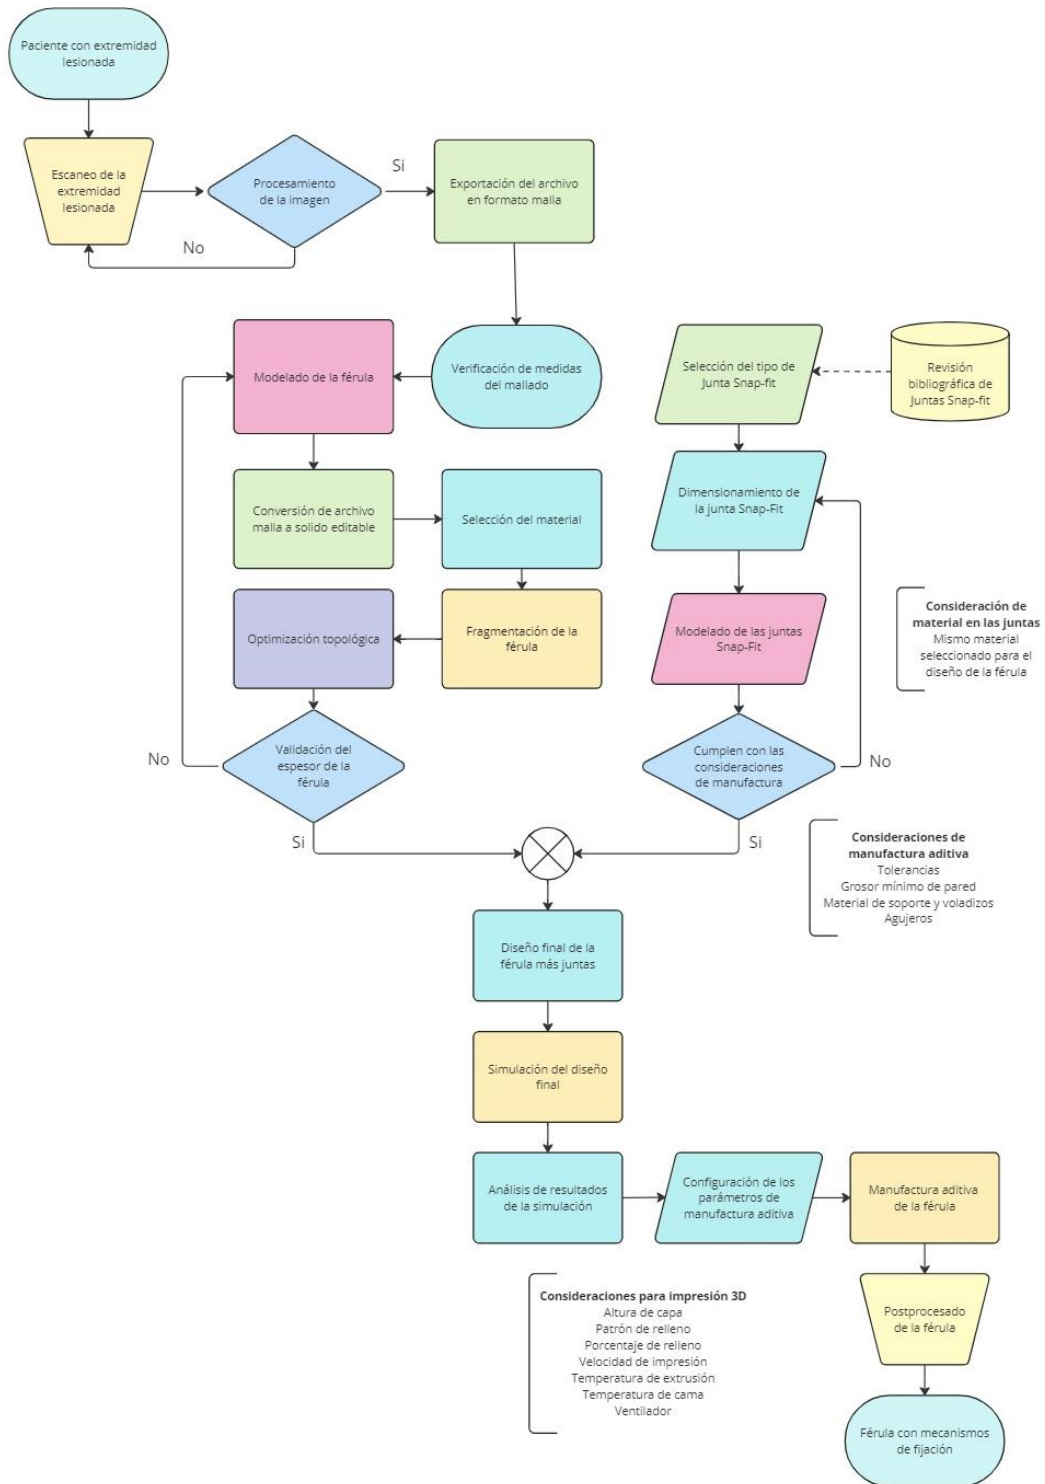 Paciente con extremidad
lesionada
Escaneo de la
extremidad
lesionada
Procesamiento
de la imagen
Si
No
Exportación del archivo
en formato malla
Modelado de la férula
Verificación de medidas
del mallado
Selección del tipo de
Junta Snap-fit
Revisión
bibliográfica de
Juntas Snap-fit
Conversión de archivo
malla a solido editable
Selección del material
Dimensionamiento de
la junta Snap-Fit
Optimización topológica
Fragmentación de la
férula
Modelado de las juntas
Snap-Fit
Consideración de
material en las juntas
Mismo material
seleccionado para el
diseño de la férula
No
Validación del
espesor de la
férula
Si
Cumplen con las
consideraciones
de manufactura
No
Si
Consideraciones de
manufactura aditiva
Tolerancias
Grosor mínimo de pared
Material de soporte y voladizos
Agujeros
Diseño final de la
férula más juntas
Simulación del diseño
final
Análisis de resultados
de la simulación
Configuración de los
parámetros de
manufactura aditiva
Manufactura aditiva
de la férula
Consideraciones para impresión 3D
Altura de capa
Patrón de relleno
Porcentaje de relleno
Velocidad de impresión
Temperatura de extrusión
Temperatura de cama
Ventilador
Postprocesado
de la férula
Férula con mecanismos
de fijación